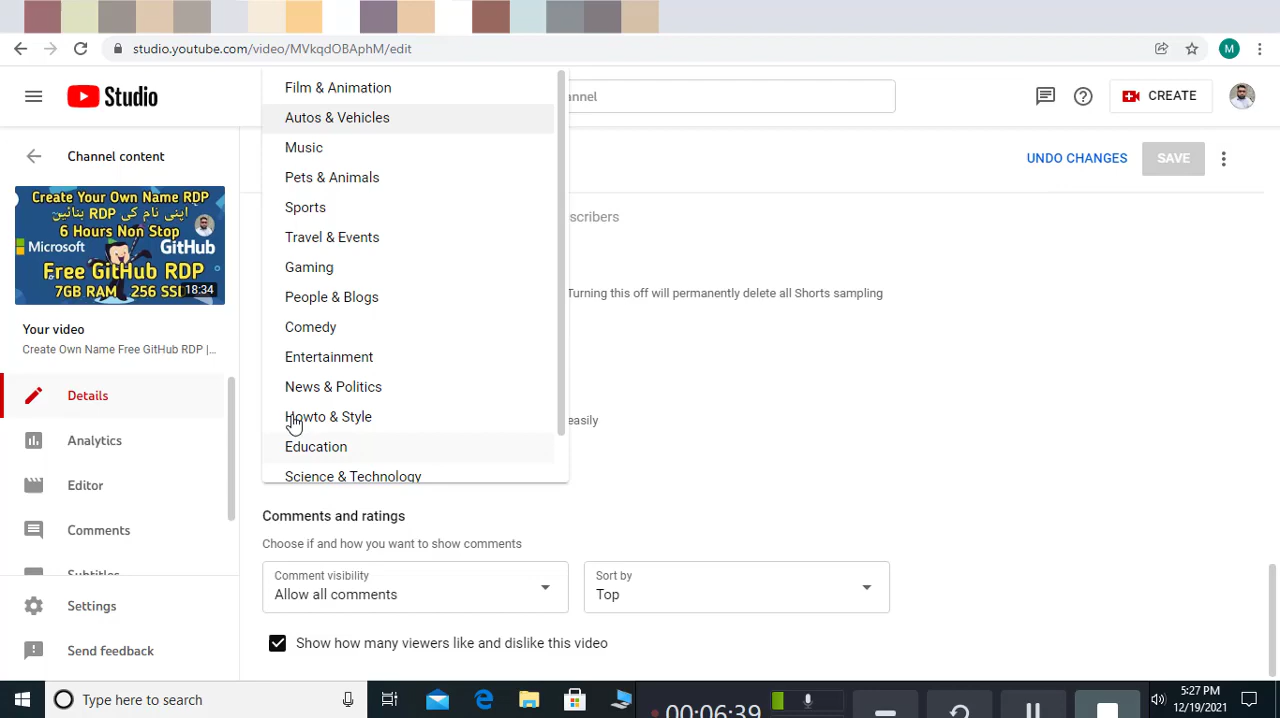 studio.youtube.com/video/MVkqdOBAphM/edit
M
Studio
annel
CREATE
Channel content
UNDO CHANGES
SAVE
Create Your Own Name RDP
اپنی نام کی RDP بنائیں
6 Hours Non Stop
Microsoft
GitHub
Free GitHub RDP
7GB RAM 256 SSD
18:34
Your video
Create Own Name Free GitHub RDP |...
Details
Analytics
Editor
Comments
Subtitles
Settings
Send feedback
Film & Animation
Autos & Vehicles
Music
Pets & Animals
Sports
Travel & Events
Gaming
People & Blogs
Comedy
Entertainment
News & Politics
Howto & Style
Education
Science & Technology
scribers
Turning this off will permanently delete all Shorts sampling
easily
Comments and ratings
Choose if and how you want to show comments
Comment visibility
Allow all comments
Sort by
Top
Show how many viewers like and dislike this video
Type here to search
00:06:39
5:27 PM
12/19/2021